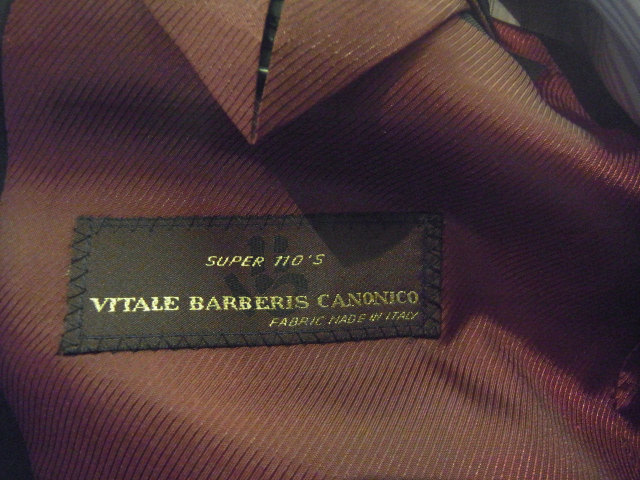 SUPER 110'S
VITALE BARBERIS CANONICO
FABRIC MADE IN ITALY